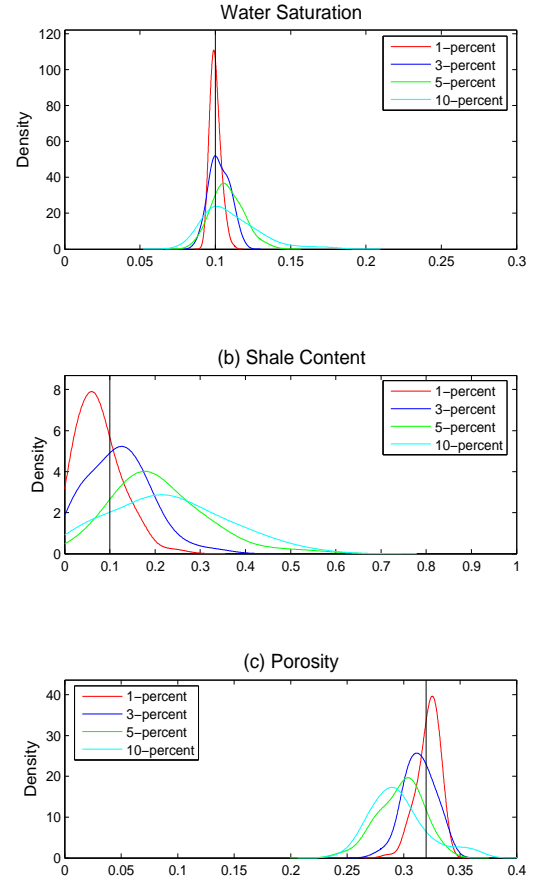 Water Saturation
120
100
80
60
40
20
0
Density
1-percent
3-percent
5-percent
10-percent
0 0.05 0.1 0.15 0.2 0.25 0.3
(b) Shale Content
8
6
4
2
0
Density
1-percent
3-percent
5-percent
10-percent
0 0.1 0.2 0.3 0.4 0.5 0.6 0.7 0.8 0.9 1
(c) Porosity
40
30
20
10
0
Density
1-percent
3-percent
5-percent
10-percent
0 0.05 0.1 0.15 0.2 0.25 0.3 0.35 0.4